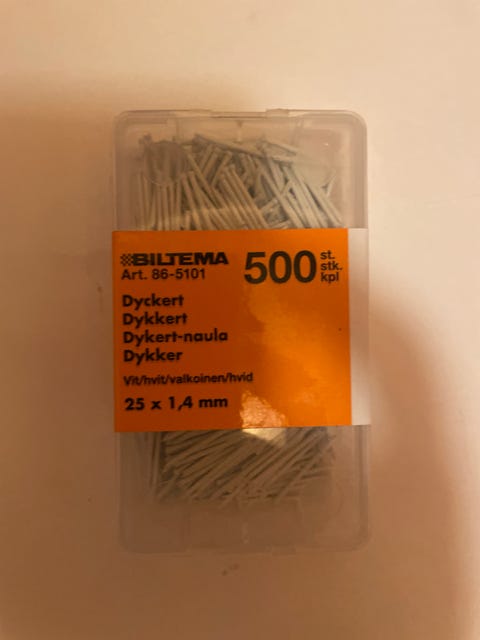 BILTEMA
Art. 86-5101
500 st.
stk.
kpl
Dyckert
Dykkert
Dykert-naula
Dykker
Vit/hvit/valkoinen/hvid
25 x 1,4 mm